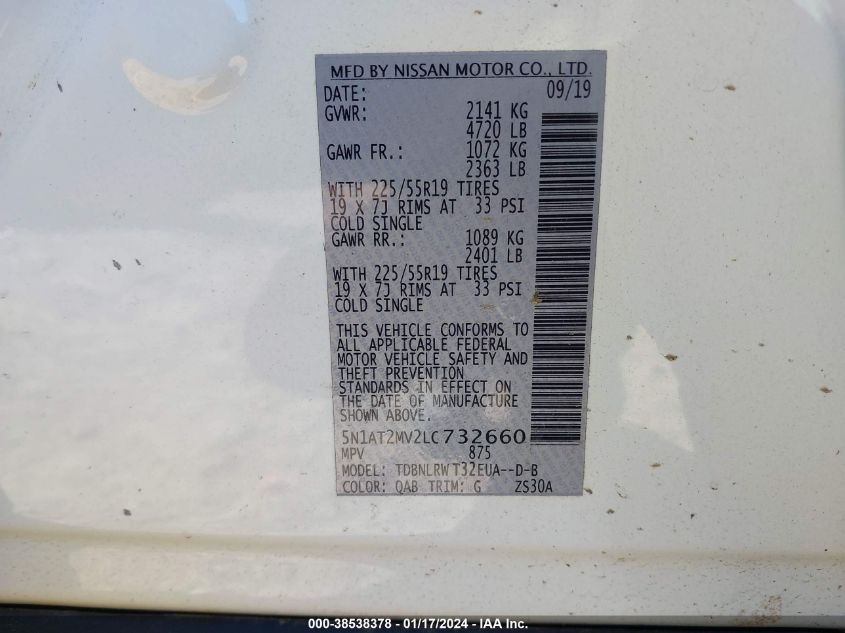 MFD BY NISSAN MOTOR CO., LTD.
DATE: 09/19
GVWR: 2141 KG
4720 LB
GAWR FR.: 1072 KG
2363 LB
WITH 225/55R19 TIRES
19 X 7J RIMS AT 33 PSI
COLD SINGLE
GAWR RR.: 1089 KG
2401 LB
WITH 225/55R19 TIRES
19 X 7J RIMS AT 33 PSI
COLD SINGLE
THIS VEHICLE CONFORMS TO
ALL APPLICABLE FEDERAL
MOTOR VEHICLE SAFETY AND
THEFT PREVENTION
STANDARDS IN EFFECT ON
THE DATE OF MANUFACTURE
SHOWN ABOVE.
5N1AT2MV2LC732660
MPV 875
MODEL: TDBNLRWT32EUA--D-B
COLOR: QAB TRIM: G ZS30A
000-38538378 - 01/17/2024 - IAA Inc.